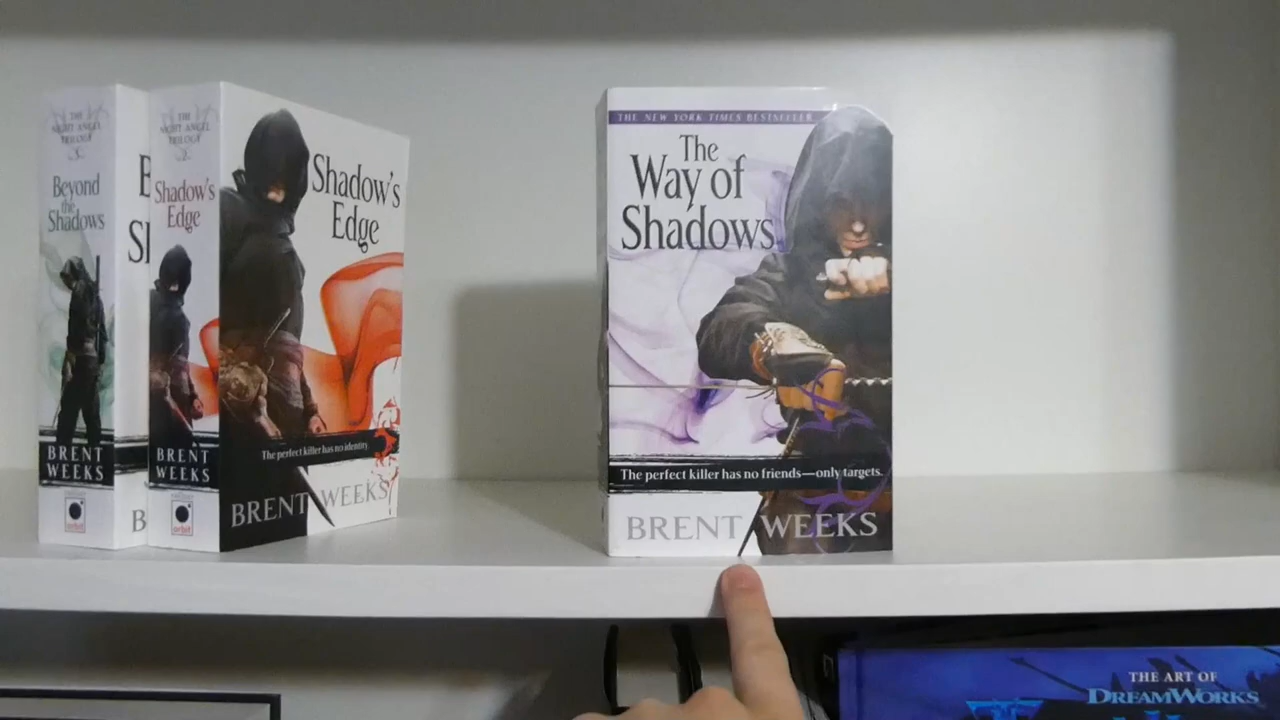 THE
NIGHT ANGEL
TRILOGY
3
Beyond
the
Shadows
BRENT
WEEKS
orbit
B
THE
NIGHT ANGEL
TRILOGY
2
Shadow's
Edge
BRENT
WEEKS
orbit
Shadow's
Edge
The perfect killer has no identity.
BRENT WEEKS
THE NEW YORK TIMES BESTSELLER
The
Way of
Shadows
The perfect killer has no friends—only targets.
BRENT WEEKS
THE ART OF
DREAMWORKS